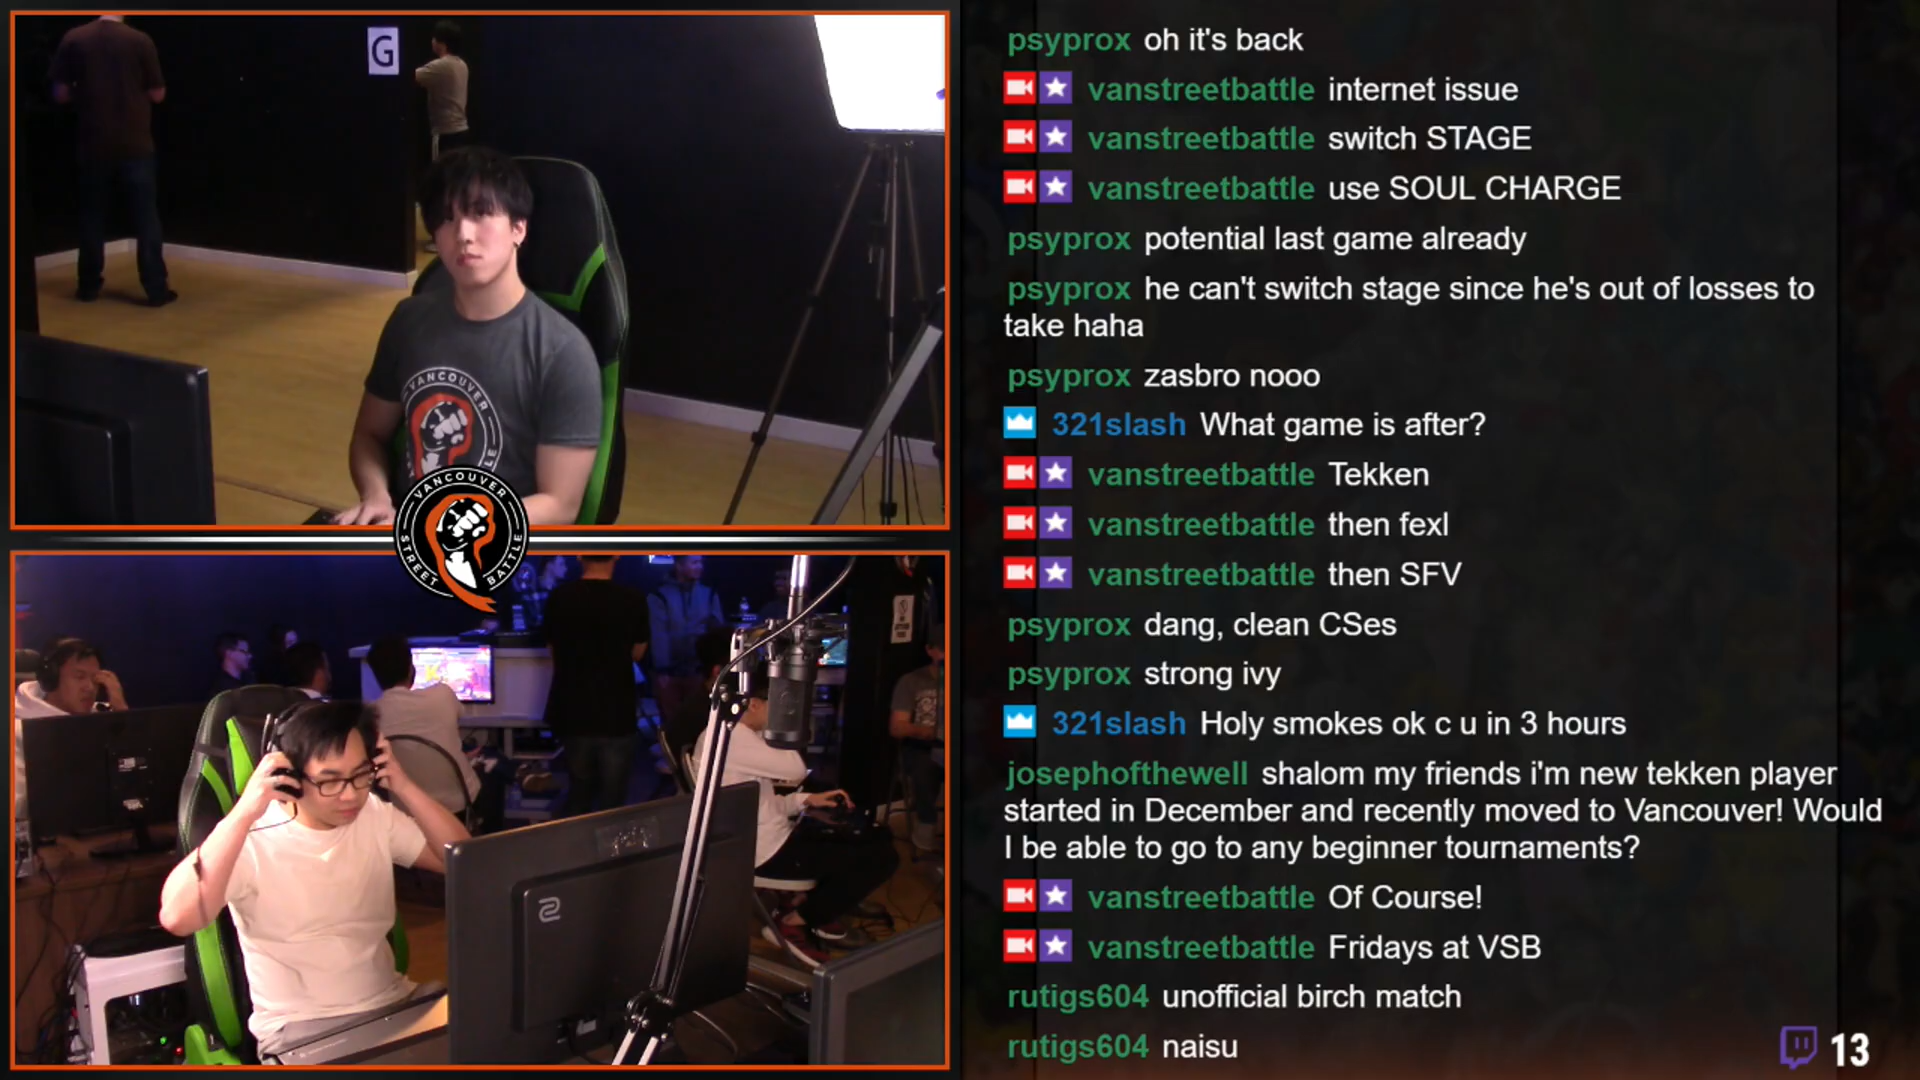 G
VANCOUVER
VANCOUVER
STREET
BATTLE
psyprox oh it's back
vanstreetbattle internet issue
vanstreetbattle switch STAGE
vanstreetbattle use SOUL CHARGE
psyprox potential last game already
psyprox he can't switch stage since he's out of losses to
take haha
psyprox zasbro nooo
321slash What game is after?
vanstreetbattle Tekken
vanstreetbattle then fexl
vanstreetbattle then SFV
psyprox dang, clean CSes
psyprox strong ivy
321slash Holy smokes ok c u in 3 hours
josephofthewell shalom my friends i'm new tekken player
started in December and recently moved to Vancouver! Would
I be able to go to any beginner tournaments?
vanstreetbattle Of Course!
vanstreetbattle Fridays at VSB
rutigs604 unofficial birch match
rutigs604 naisu
13